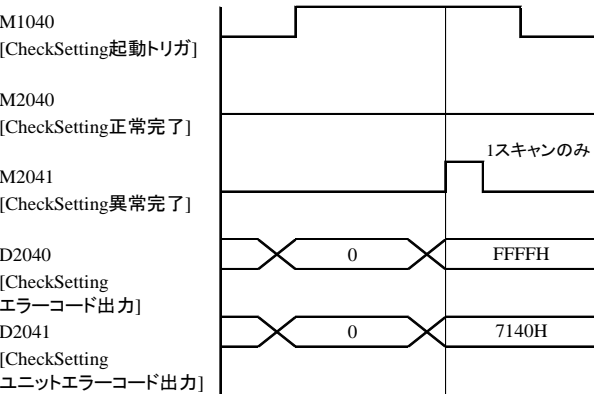 M1040
[CheckSetting起動トリガ]
M2040
[CheckSetting正常完了]
1スキャンのみ
M2041
[CheckSetting異常完了]
D2040
0
FFFFH
[CheckSetting
エラーコード出力]
D2041
0
7140H
[CheckSetting
ユニットエラーコード出力]